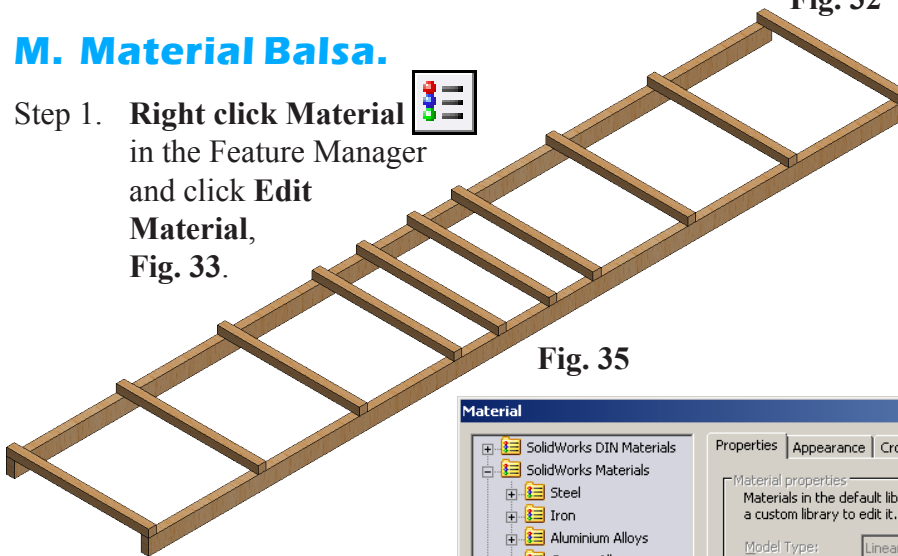 Fig. 32
M. Material Balsa.
Step 1. Right click Material
in the Feature Manager
and click Edit
Material,
Fig. 33.
Fig. 35
Material
SolidWorks DIN Materials
SolidWorks Materials
Steel
Iron
Aluminium Alloys
Properties Appearance
Material properties
Materials in the default
a custom library to edit it.
Model Type: